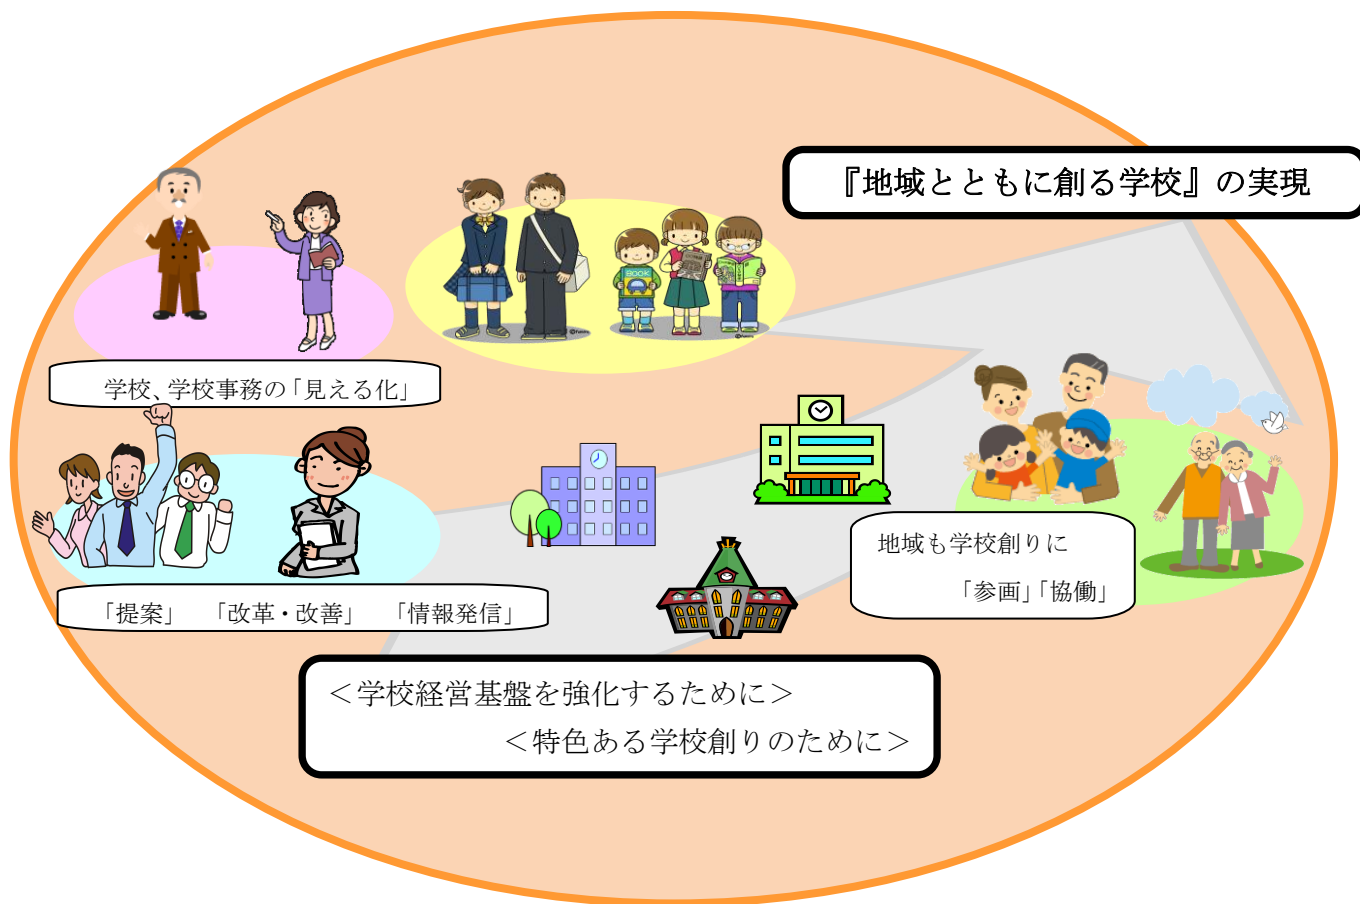 『地域とともに創る学校』の実現
学校、学校事務の「見える化」
BOOK
「提案」　「改革・改善」　「情報発信」
地域も学校創りに
「参画」「協働」
＜学校経営基盤を強化するために＞
＜特色ある学校創りのために＞